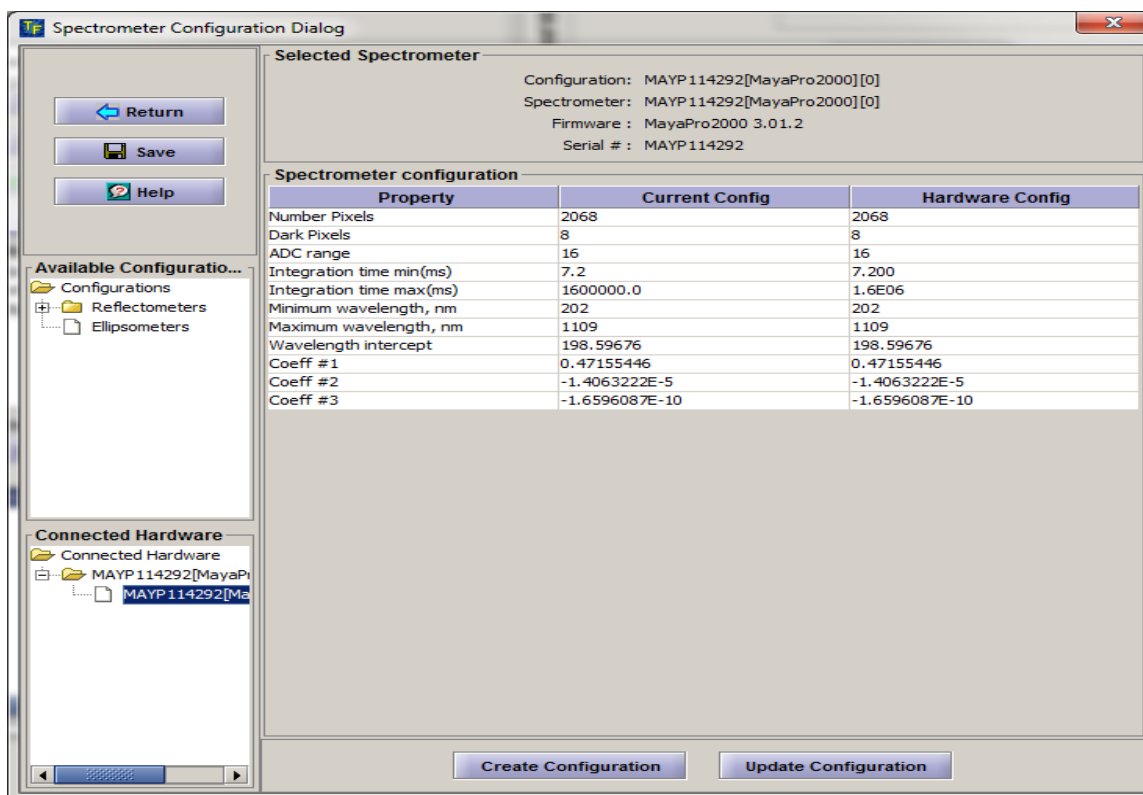 TF Spectrometer Configuration Dialog
Return
Save
Help
Available Configuratio...
Configurations
Reflectometers
Ellipsometers
Connected Hardware
Connected Hardware
MAYP114292[MayaPr
MAYP114292[Ma
Selected Spectrometer
Configuration: MAYP114292[MayaPro2000][0]
Spectrometer: MAYP114292[MayaPro2000][0]
Firmware : MayaPro2000 3.01.2
Serial # : MAYP114292
Spectrometer configuration
Property Current Config Hardware Config
Number Pixels 2068 2068
Dark Pixels 8 8
ADC range 16 16
Integration time min(ms) 7.2 7.200
Integration time max(ms) 1600000.0 1.6E06
Minimum wavelength, nm 202 202
Maximum wavelength, nm 1109 1109
Wavelength intercept 198.59676 198.59676
Coeff #1 0.47155446 0.47155446
Coeff #2 -1.4063222E-5 -1.4063222E-5
Coeff #3 -1.6596087E-10 -1.6596087E-10
Create Configuration Update Configuration